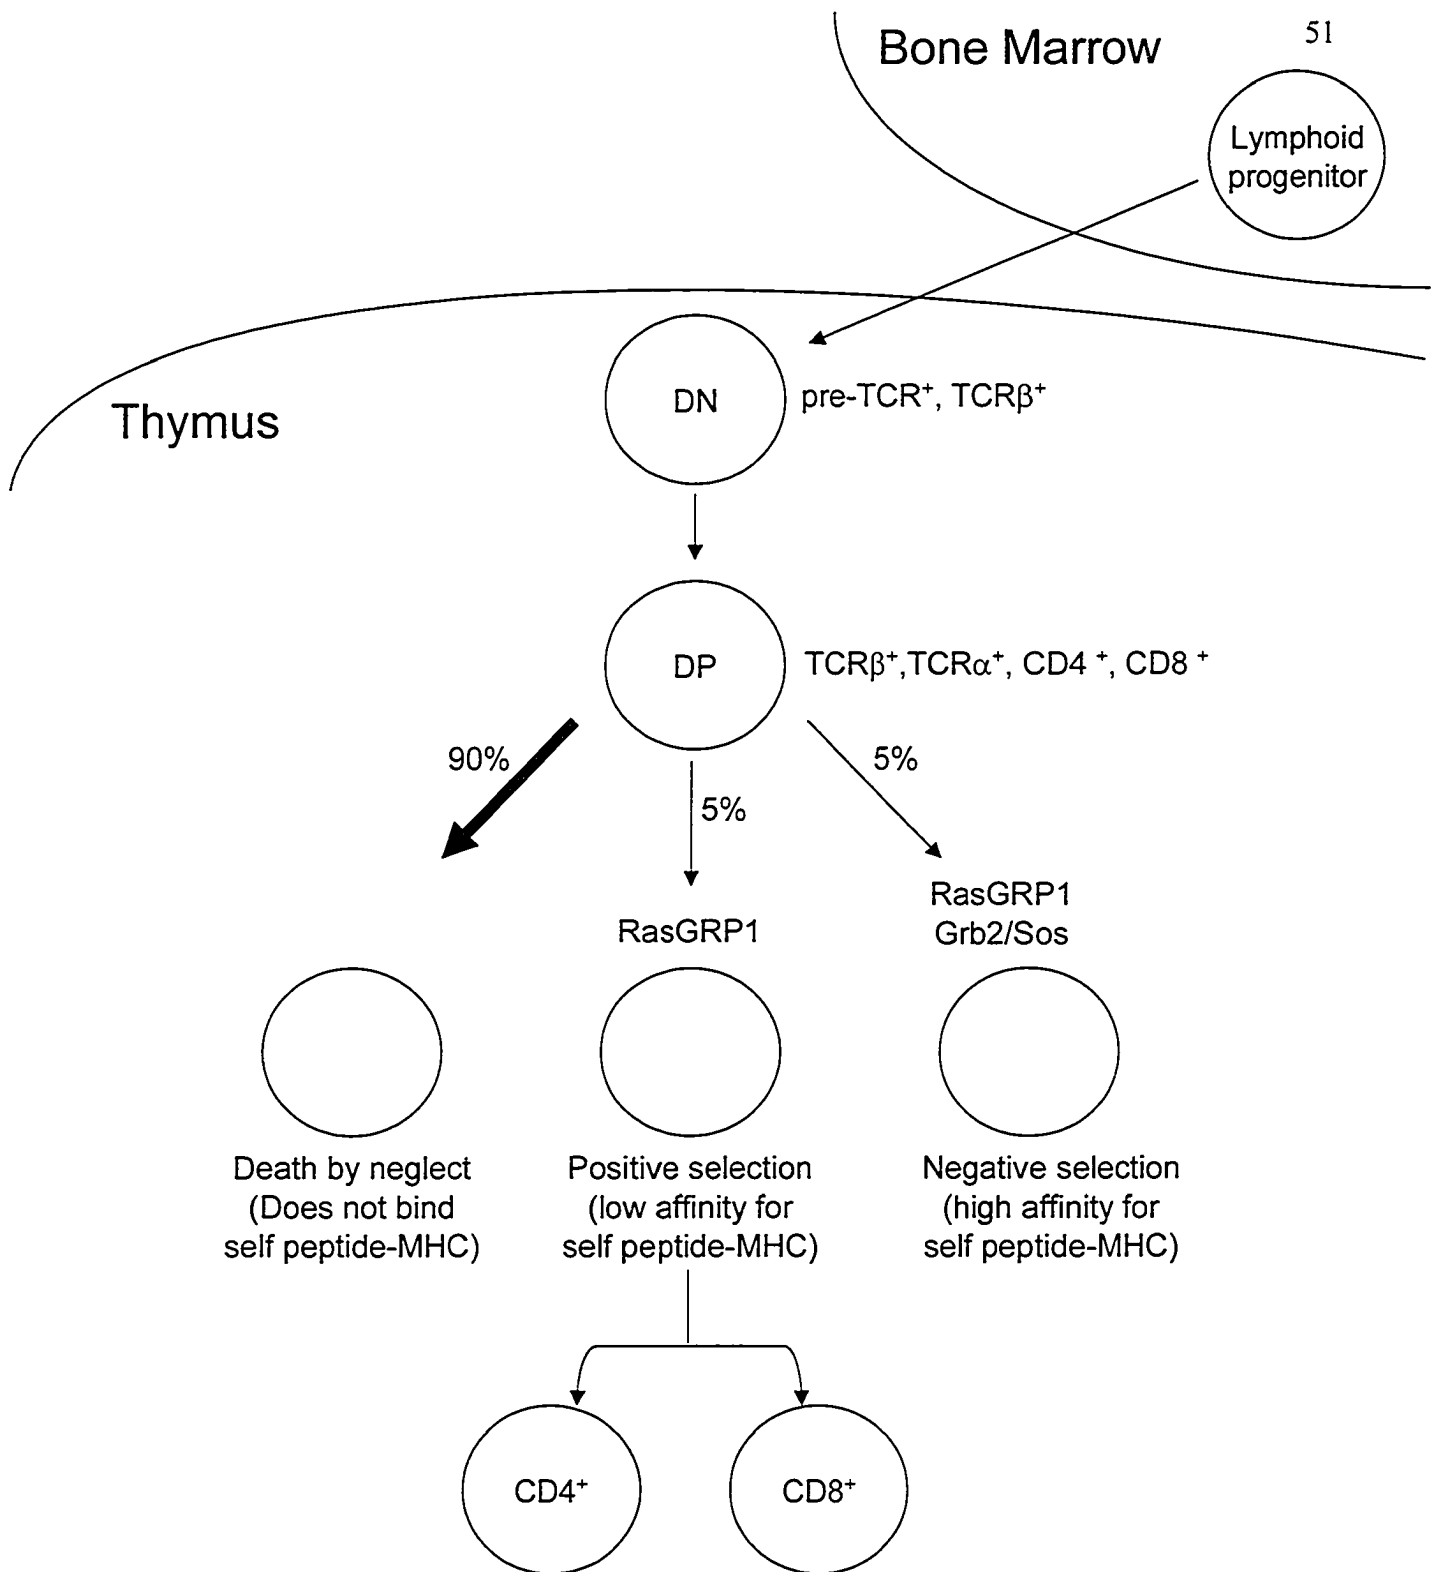 51
Bone Marrow
Lymphoid
progenitor
Thymus
DN
pre-TCR⁺, TCRβ⁺
DP
TCRβ⁺,TCRα⁺, CD4 ⁺, CD8 ⁺
90%
5%
5%
RasGRP1
RasGRP1
Grb2/Sos
Death by neglect
(Does not bind
self peptide-MHC)
Positive selection
(low affinity for
self peptide-MHC)
Negative selection
(high affinity for
self peptide-MHC)
CD4⁺
CD8⁺